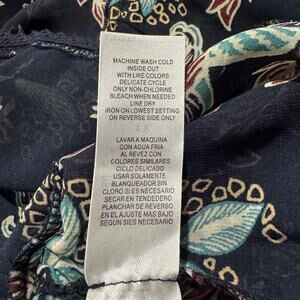 MACHINE WASH COLD
INSIDE OUT
WITH LIKE COLORS
DELICATE CYCLE
ONLY NON-CHLORINE
BLEACH WHEN NEEDED
LINE DRY
IRON ON LOWEST SETTING
ON REVERSE SIDE ONLY
LAVAR A MAQUINA
CON AGUA FRIA
AL REVEZ CON
COLORES SIMILARES
CICLO DELICADO
USAR SOLAMENTE
BLANQUEADOR SIN
CLORO SI ES NECESARIO
SECAR EN TENDEDERO
PLANCHAR DE REVERSO
EN EL AJUSTE MAS BAJO
SEGUN SEES NECESARIO